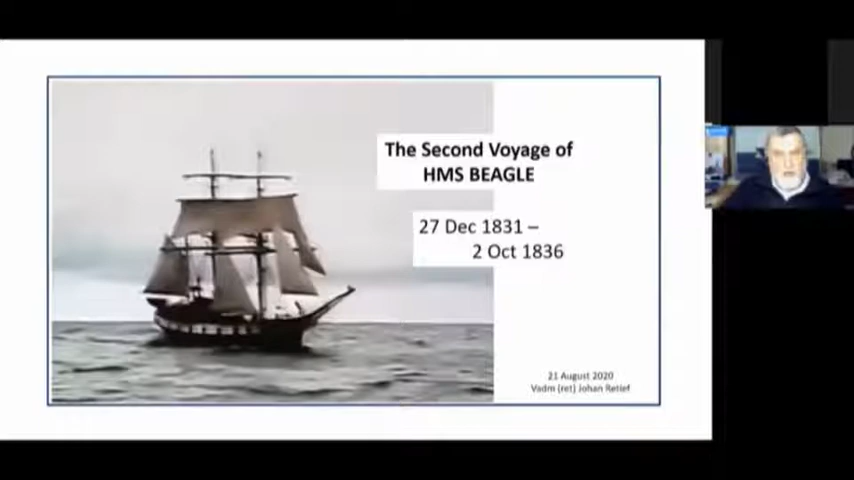 The Second Voyage of
HMS BEAGLE
27 Dec 1831 –
2 Oct 1836
21 August 2020
Vadm (ret) Johan Retief